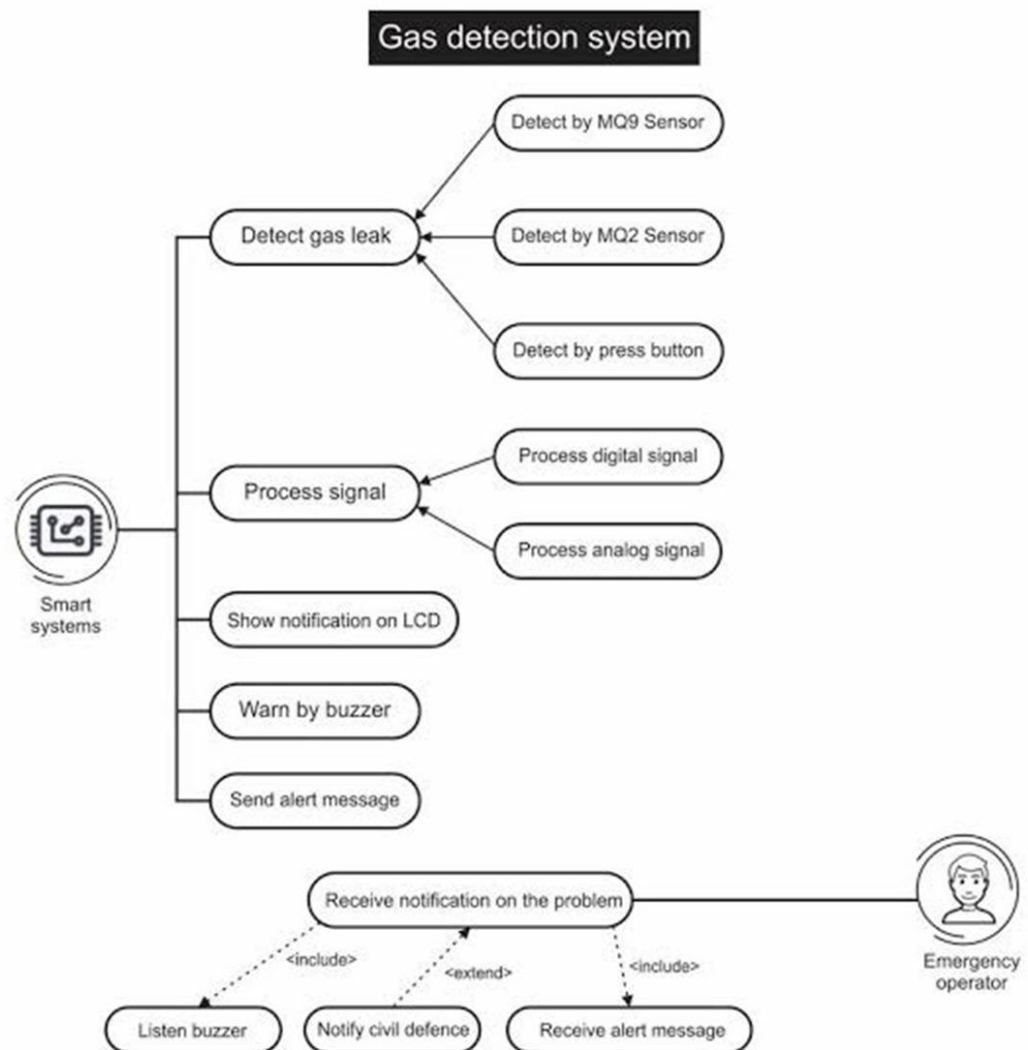 Gas detection system
Detect by MQ9 Sensor
Detect gas leak
Detect by MQ2 Sensor
Detect by press button
Process digital signal
Process signal
Process analog signal
Smart
systems
Show notification on LCD
Warn by buzzer
Send alert message
Receive notification on the problem
<include>
<extend>
<include>
Emergency
operator
Listen buzzer
Notify civil defence
Receive alert message